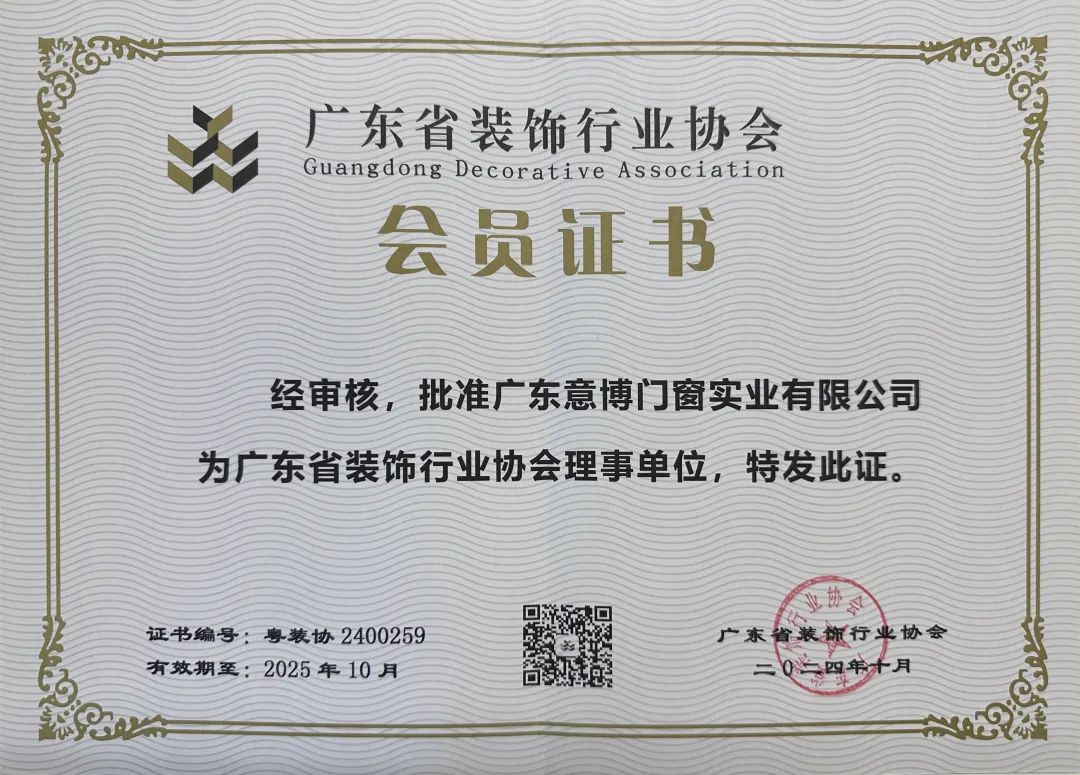 广东省装饰行业协会
Guangdong Decorative Association
会员证书
经审核，批准广东意博门窗实业有限公司
为广东省装饰行业协会理事单位，特发此证。
证书编号：粤装协 2400259
有效期至：2025 年 10 月
广东省装饰行业协会
二〇二四年十月